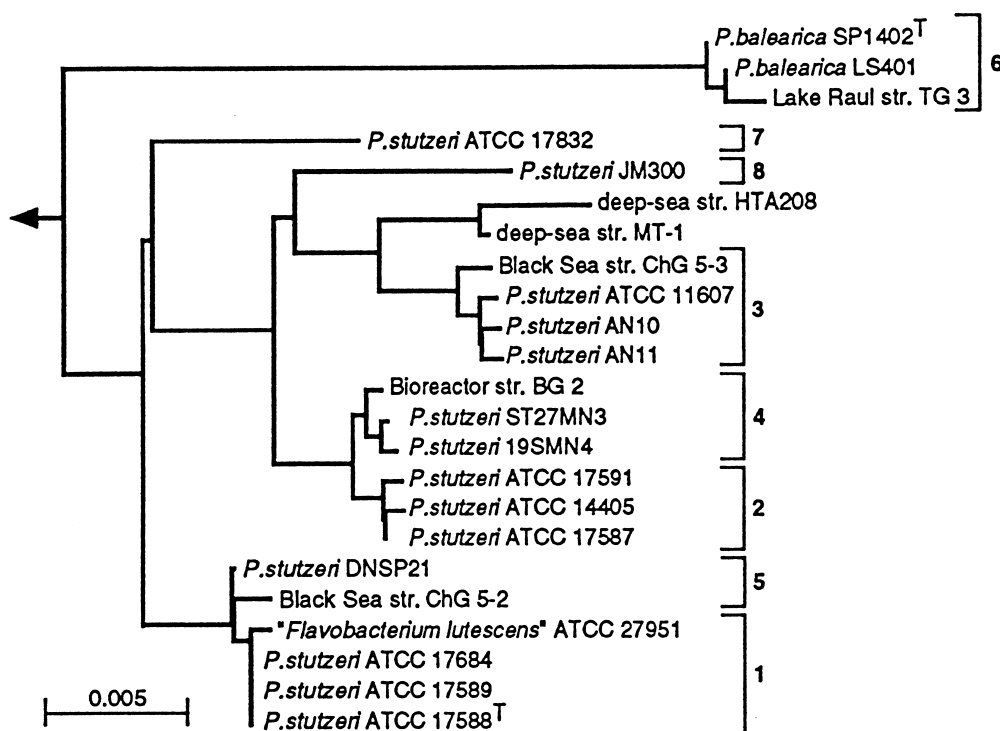 P.balearica SP1402T
P.balearica LS401
6
Lake Raul str. TG 3
P.stutzeri ATCC 17832
7
P.stutzeri JM300
8
deep-sea str. HTA208
deep-sea str. MT-1
Black Sea str. ChG 5-3
P.stutzeri ATCC 11607
3
P.stutzeri AN10
P.stutzeri AN11
Bioreactor str. BG 2
P.stutzeri ST27MN3
4
P.stutzeri 19SMN4
P.stutzeri ATCC 17591
P.stutzeri ATCC 14405
2
P.stutzeri ATCC 17587
P.stutzeri DNSP21
5
Black Sea str. ChG 5-2
"Flavobacterium lutescens" ATCC 27951
P.stutzeri ATCC 17684
1
P.stutzeri ATCC 17589
P.stutzeri ATCC 17588T
0.005